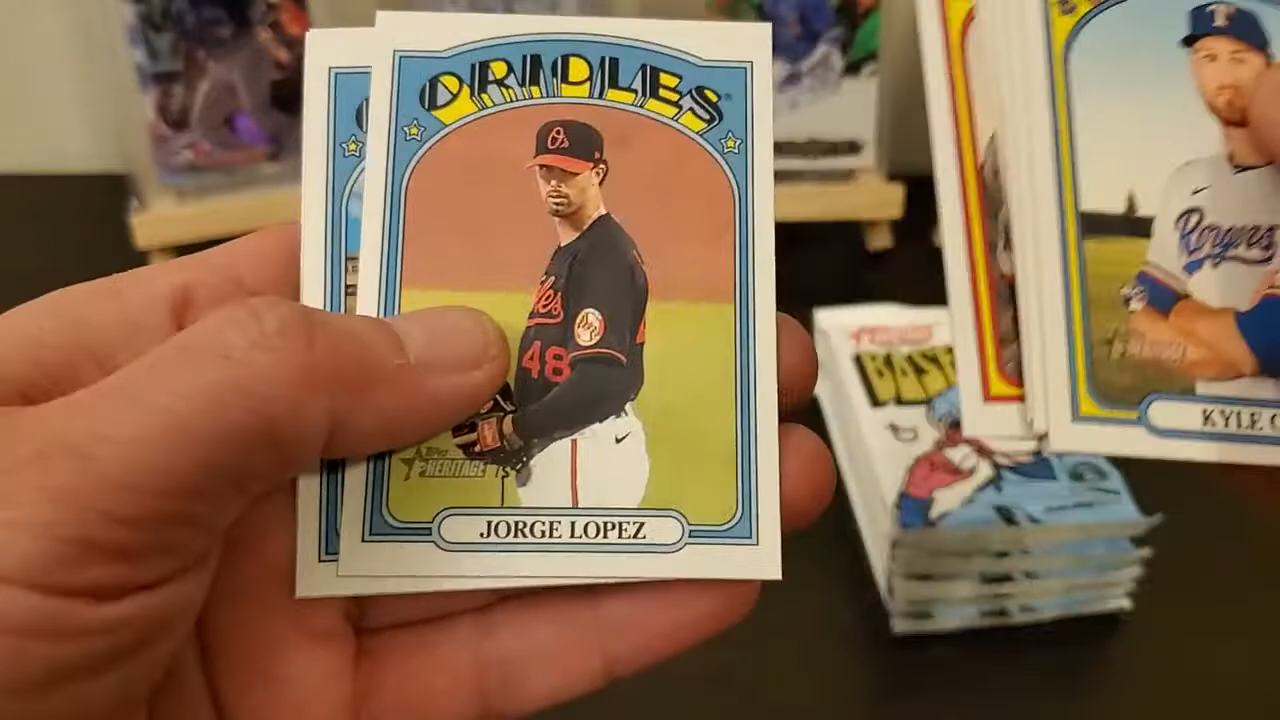 ORIOLES
O's
48
Topps
HERITAGE
JORGE LOPEZ
T
Rangers
KYLE